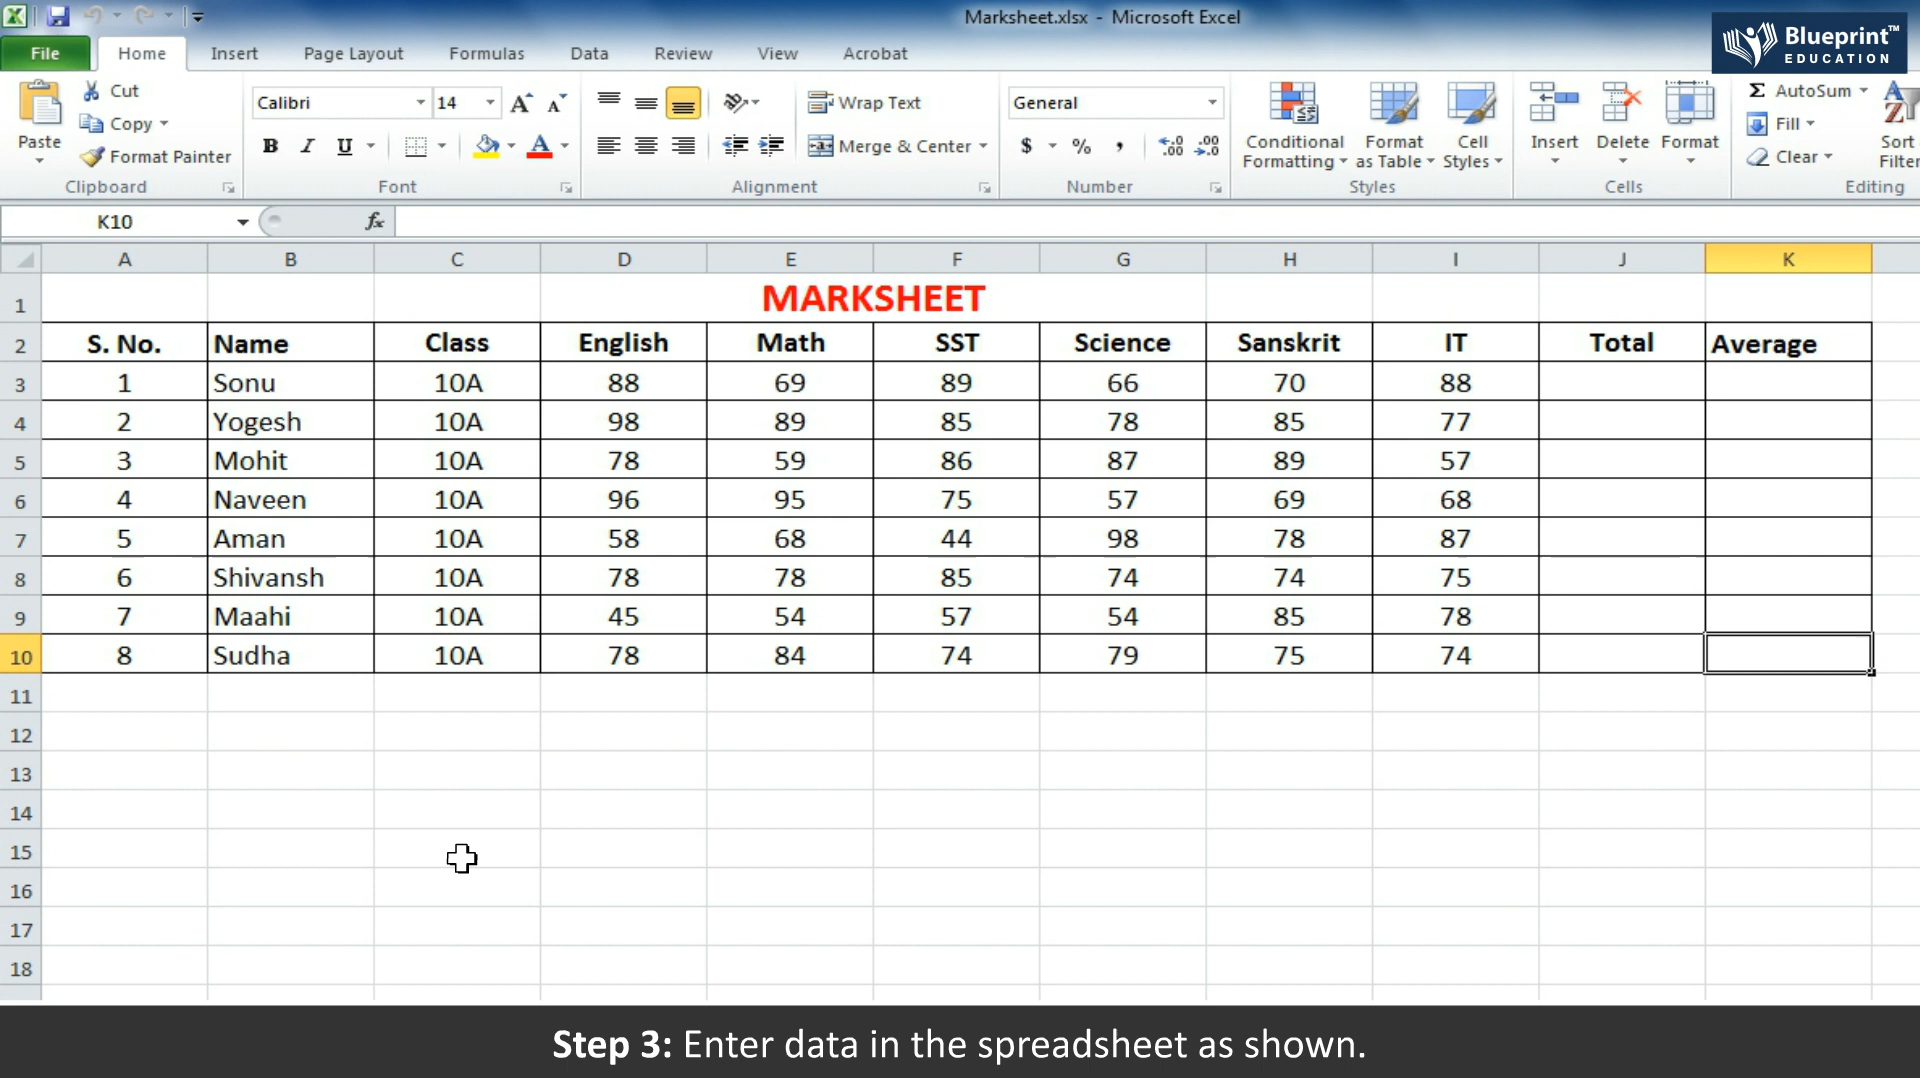 Marksheet.xlsx - Microsoft Excel
Blueprint™
EDUCATION
File Home Insert Page Layout Formulas Data Review View Acrobat
Cut
Copy
Format Painter
Paste
Clipboard
Calibri 14
B I U A
Font
Wrap Text
Merge & Center
Alignment
General
$ % , .00 .00
Number
Conditional Formatting
Format as Table
Cell Styles
Styles
Insert Delete Format
Cells
Σ AutoSum
Fill
Clear
Sort
Filter
Editing
K10 fx
A B C D E F G H I J K
1 MARKSHEET
2 S. No. Name Class English Math SST Science Sanskrit IT Total Average
3 1 Sonu 10A 88 69 89 66 70 88
4 2 Yogesh 10A 98 89 85 78 85 77
5 3 Mohit 10A 78 59 86 87 89 57
6 4 Naveen 10A 96 95 75 57 69 68
7 5 Aman 10A 58 68 44 98 78 87
8 6 Shivansh 10A 78 78 85 74 74 75
9 7 Maahi 10A 45 54 57 54 85 78
10 8 Sudha 10A 78 84 74 79 75 74
11
12
13
14
15
16
17
18
Step 3: Enter data in the spreadsheet as shown.